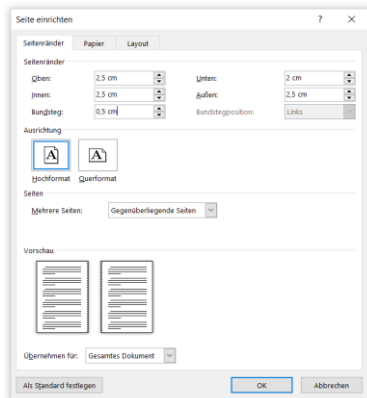 Seite einrichten ? ×
Seitenränder Papier Layout
Seitenränder
Oben: 2,5 cm Unten: 2 cm
Innen: 2,5 cm Außen: 2,5 cm
Bundsteg: 0,5 cm Bundstegposition: Links
Ausrichtung
A A
Hochformat Querformat
Seiten
Mehrere Seiten: Gegenüberliegende Seiten
Vorschau
Übernehmen für: Gesamtes Dokument
Als Standard festlegen OK Abbrechen